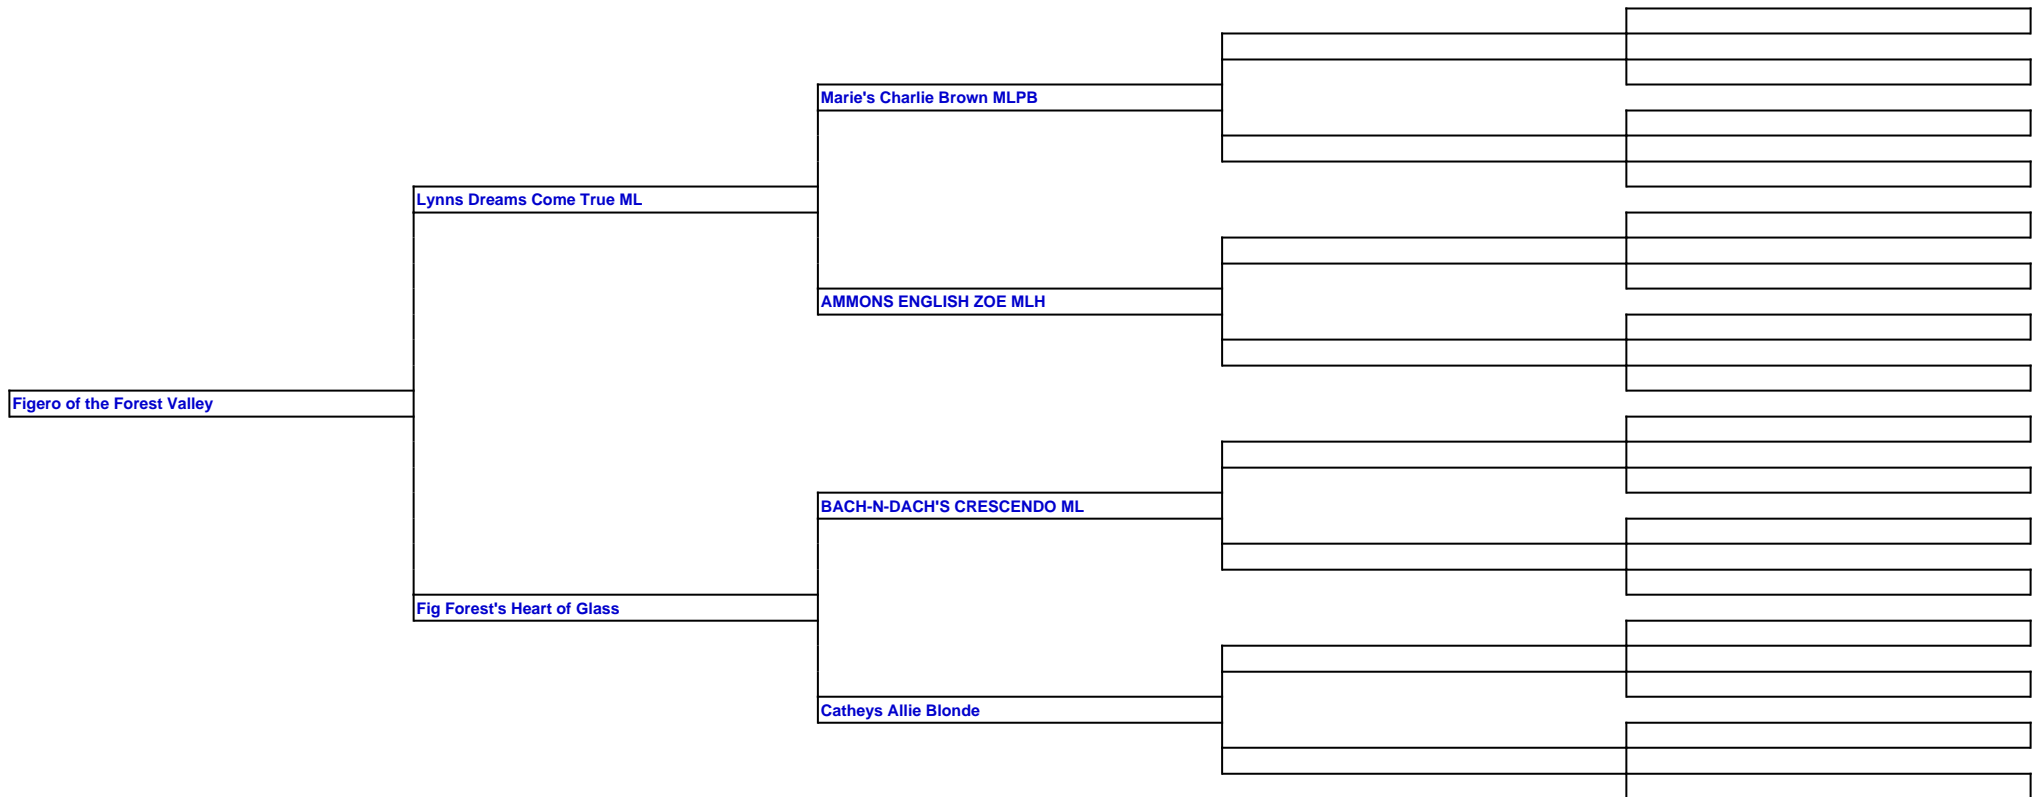 Marie's Charlie Brown MLPB
Lynns Dreams Come True ML
AMMONS ENGLISH ZOE MLH
Figero of the Forest Valley
BACH-N-DACH'S CRESCENDO ML
Fig Forest's Heart of Glass
Catheys Allie Blonde